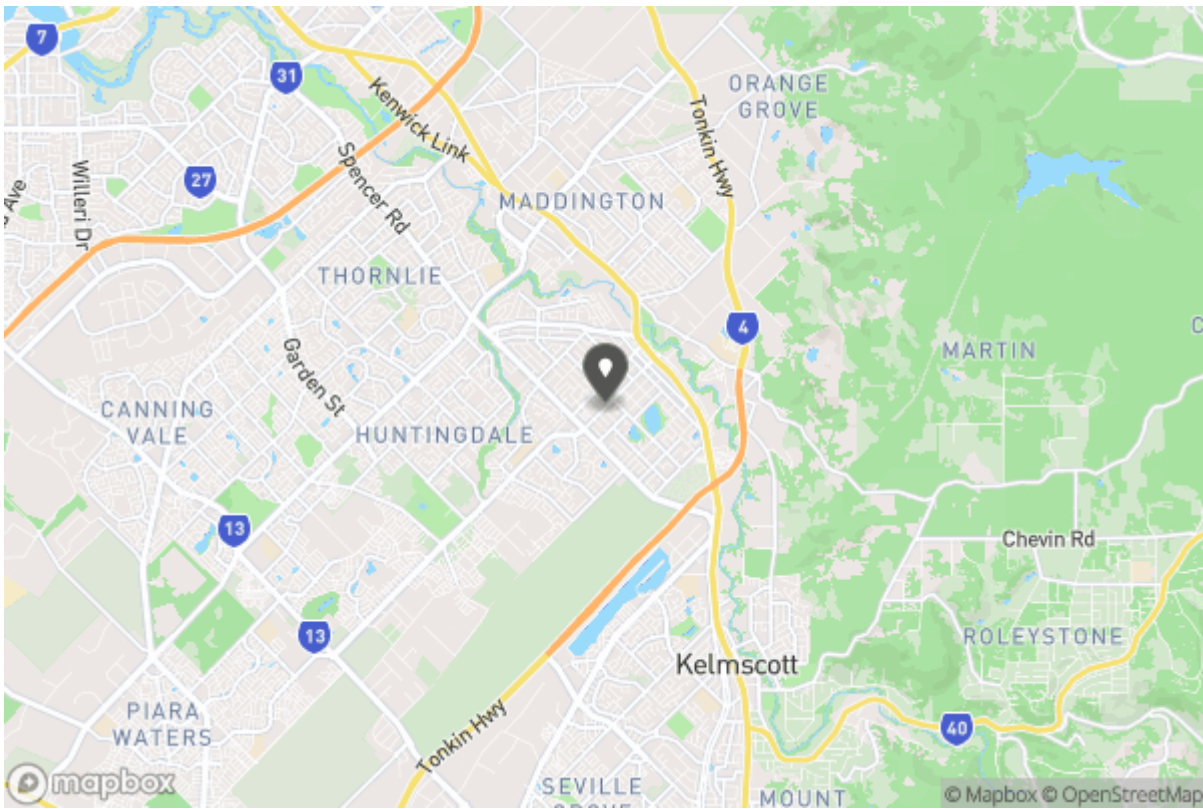 7
31
ORANGE
GROVE
Kenwick Link
Tonkin Hwy
27
Spencer Rd
Willeri Dr
Ave
MADDINGTON
THORNLIE
4
Garden St
MARTIN
CANNING
VALE
HUNTINGDALE
13
Chevin Rd
13
ROLEYSTONE
Kelmscott
PIARA
WATERS
Tonkin Hwy
40
SEVILLE
MOUNT
mapbox
© Mapbox © OpenStreetMap